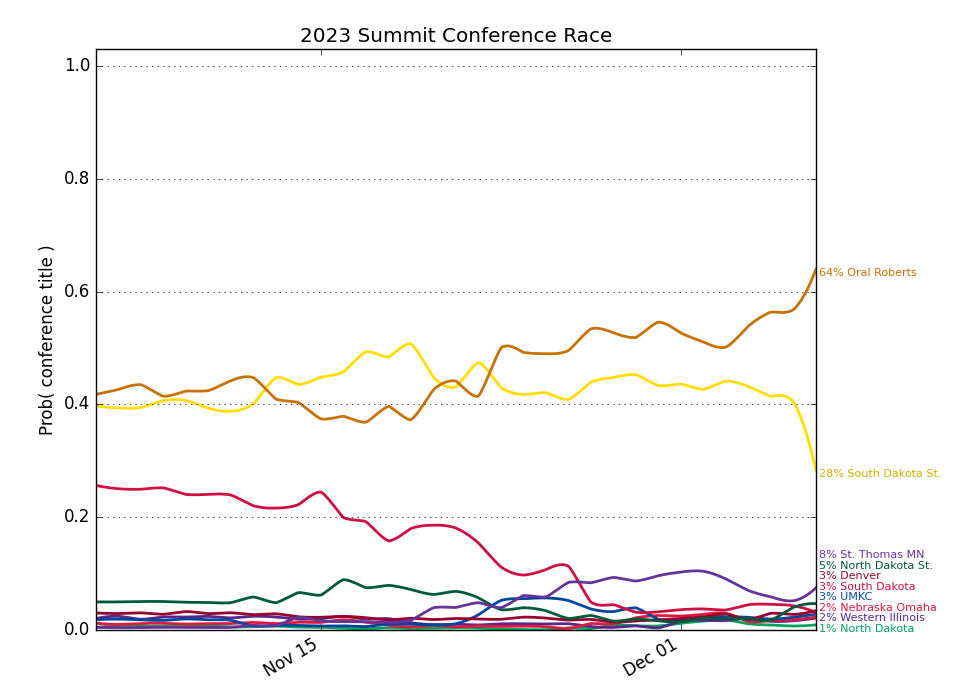 2023 Summit Conference Race
1.0
0.8
0.6
0.4
0.2
0.0
Prob( conference title )
Nov 15
Dec 01
64% Oral Roberts
28% South Dakota St.
8% St. Thomas MN
5% North Dakota St.
3% Denver
3% South Dakota
3% UMKC
2% Nebraska Omaha
2% Western Illinois
1% North Dakota